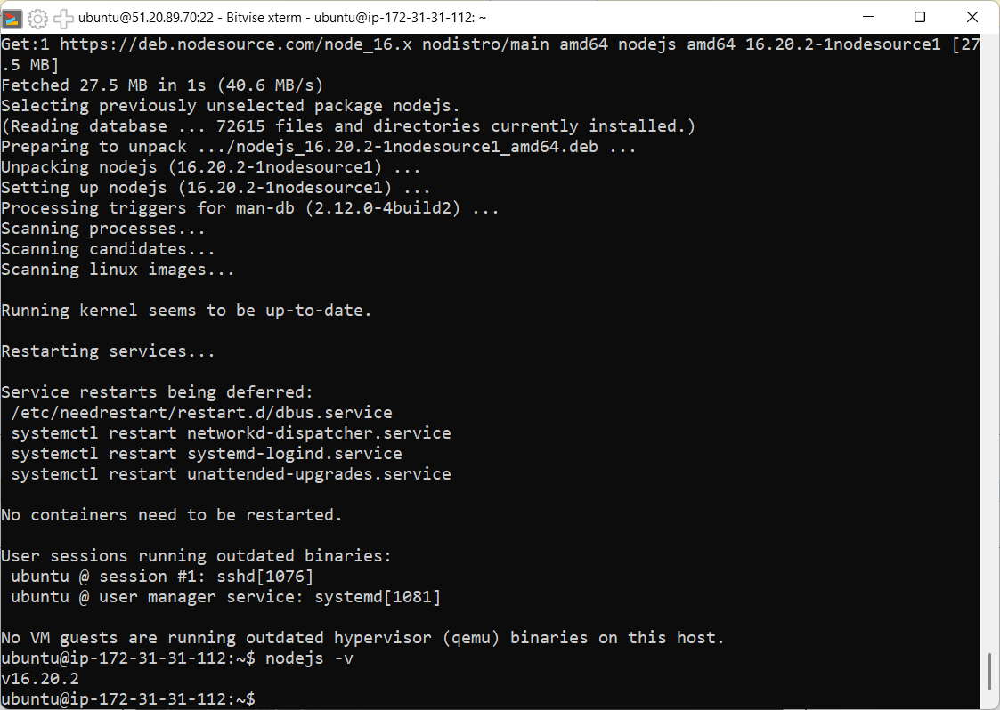 ubuntu@51.20.89.70:22 - Bitvise xterm - ubuntu@ip-172-31-31-112: ~
Get:1 https://deb.nodesource.com/node_16.x nodistro/main amd64 nodejs amd64 16.20.2-1nodesource1 [27
.5 MB]
Fetched 27.5 MB in 1s (40.6 MB/s)
Selecting previously unselected package nodejs.
(Reading database ... 72615 files and directories currently installed.)
Preparing to unpack .../nodejs_16.20.2-1nodesource1_amd64.deb ...
Unpacking nodejs (16.20.2-1nodesource1) ...
Setting up nodejs (16.20.2-1nodesource1) ...
Processing triggers for man-db (2.12.0-4build2) ...
Scanning processes...
Scanning candidates...
Scanning linux images...

Running kernel seems to be up-to-date.

Restarting services...

Service restarts being deferred:
 /etc/needrestart/restart.d/dbus.service
 systemctl restart networkd-dispatcher.service
 systemctl restart systemd-logind.service
 systemctl restart unattended-upgrades.service

No containers need to be restarted.

User sessions running outdated binaries:
 ubuntu @ session #1: sshd[1076]
 ubuntu @ user manager service: systemd[1081]

No VM guests are running outdated hypervisor (qemu) binaries on this host.
ubuntu@ip-172-31-31-112:~$ nodejs -v
v16.20.2
ubuntu@ip-172-31-31-112:~$